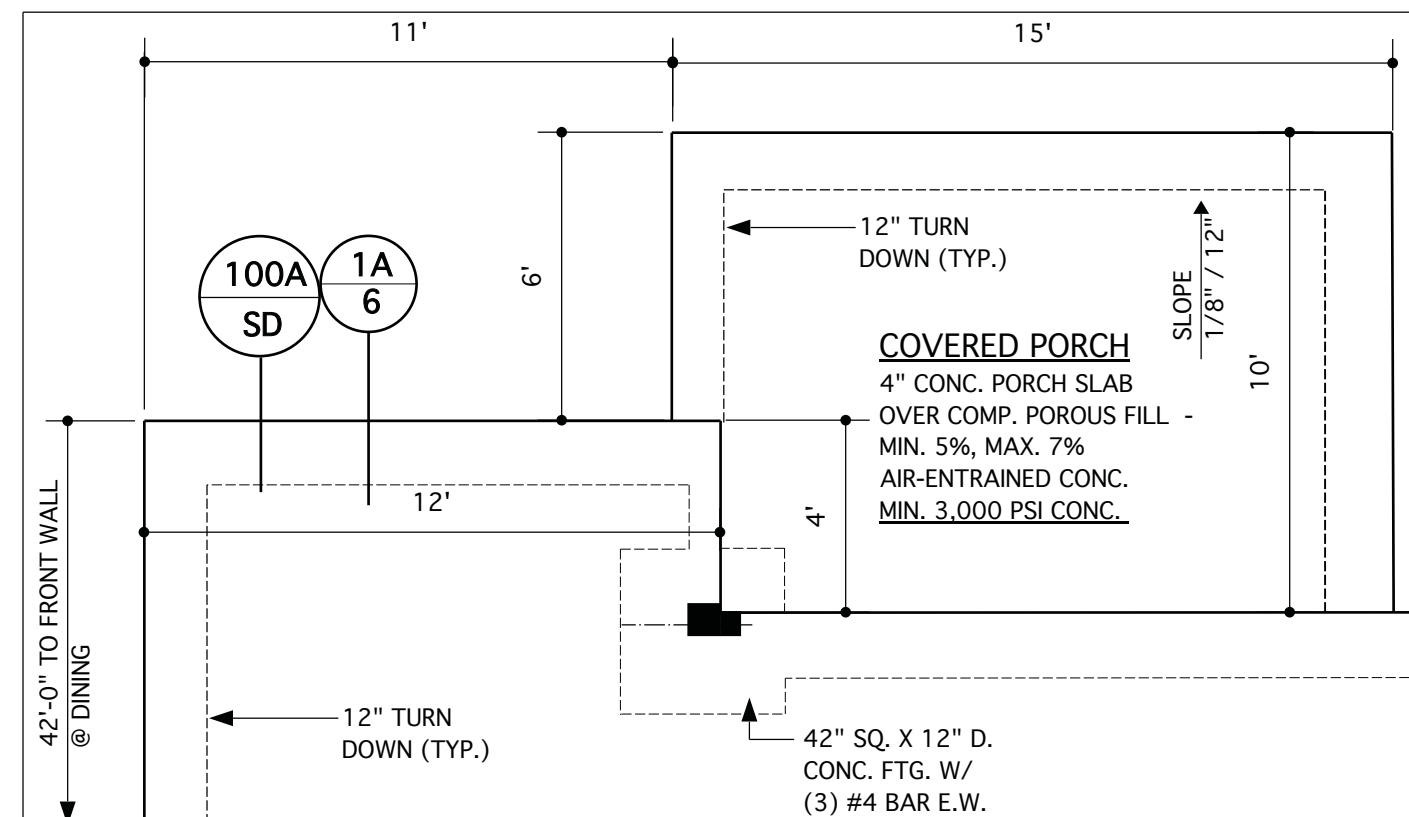 11'
15'
100A
SD
1A
6
6'
12" TURN
DOWN (TYP.)
SLOPE
1/8" / 12"
COVERED PORCH
4" CONC. PORCH SLAB
OVER COMP. POROUS FILL -
MIN. 5%, MAX. 7%
AIR-ENTRAINED CONC.
MIN. 3,000 PSI CONC.
10'
12'
4'
42'-0" TO FRONT WALL
@ DINING
12" TURN
DOWN (TYP.)
42" SQ. X 12" D.
CONC. FTG. W/
(3) #4 BAR E.W.